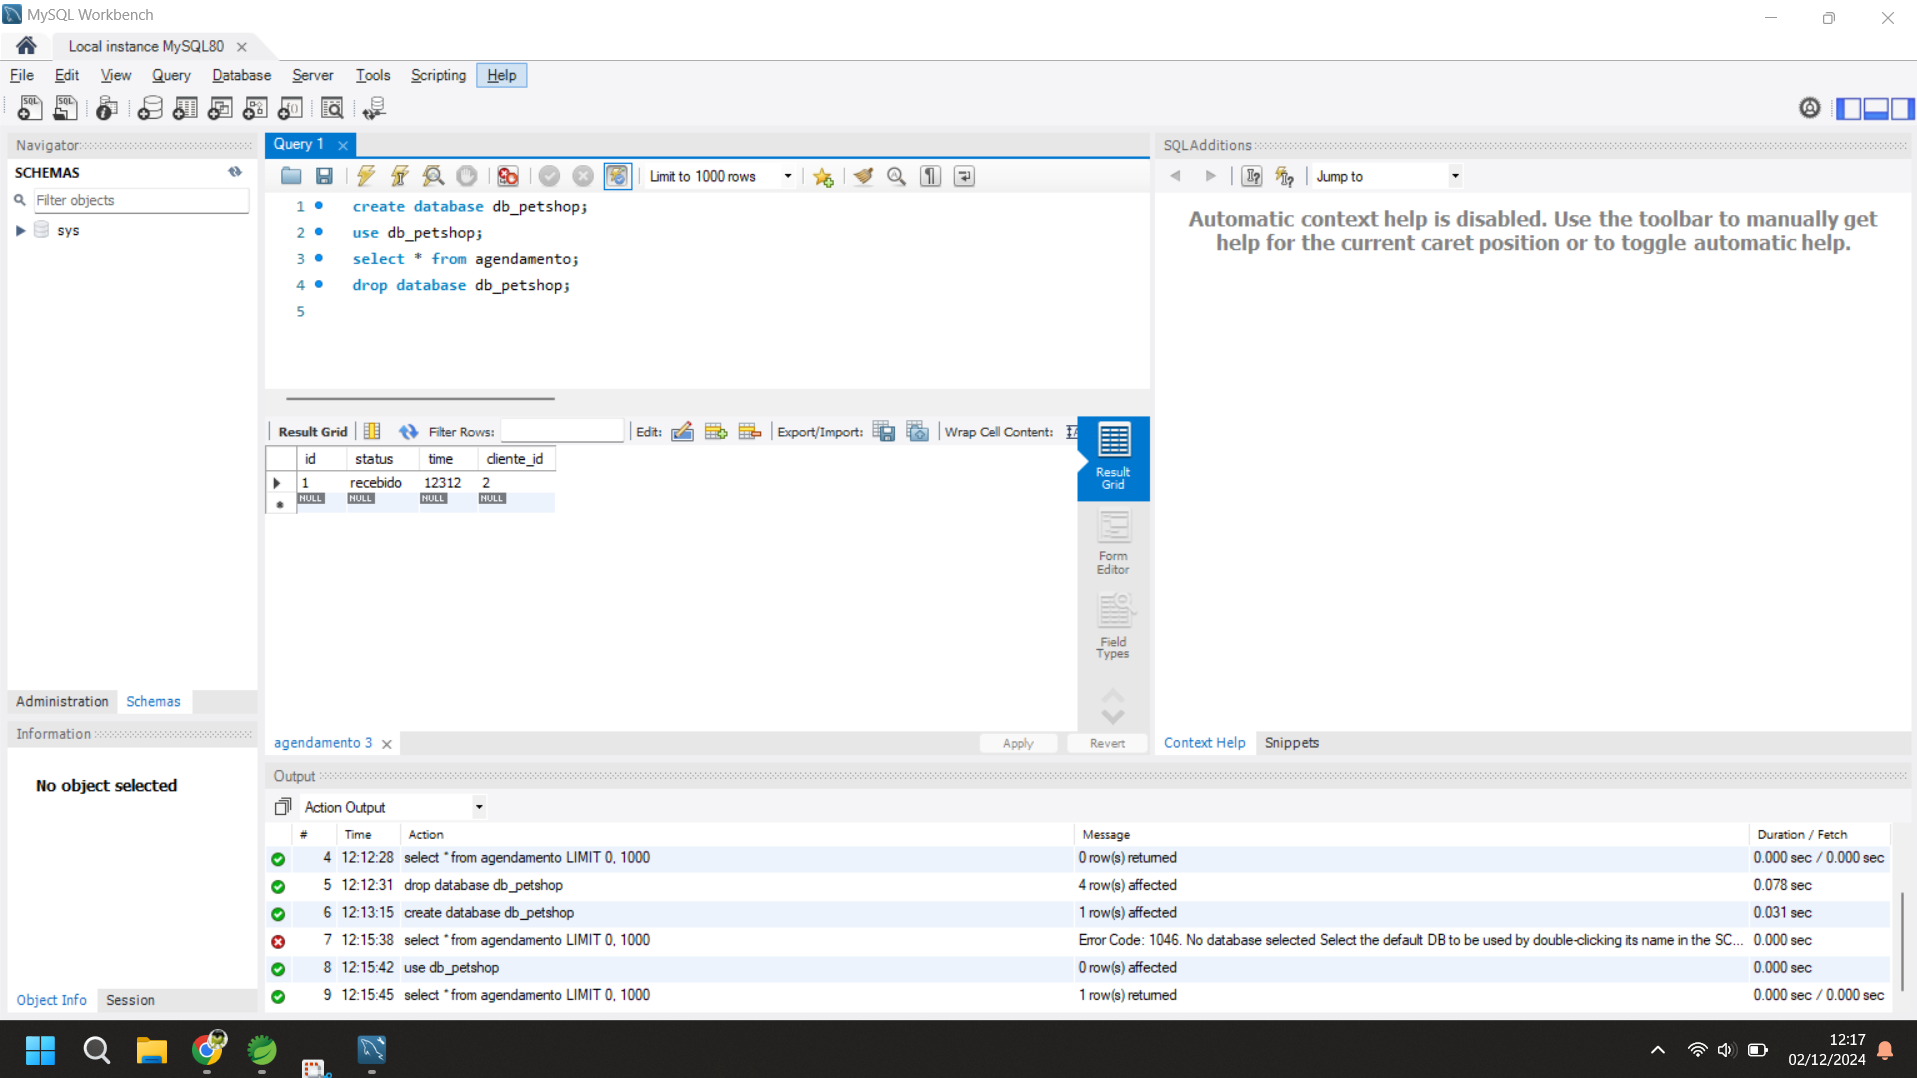 MySQL Workbench
Local instance MySQL80
File Edit View Query Database Server Tools Scripting Help
Navigator
SCHEMAS
Filter objects
sys
Administration Schemas
Information
No object selected
Object Info Session
Query 1
Limit to 1000 rows
1 create database db_petshop;
2 use db_petshop;
3 select * from agendamento;
4 drop database db_petshop;
5
Result Grid Filter Rows: Edit: Export/Import: Wrap Cell Content:
id status time cliente_id
1 recebido 12312 2
NULL NULL NULL NULL
Result
Grid
Form
Editor
Field
Types
agendamento 3 Apply Revert
SQLAdditions
Jump to
Automatic context help is disabled. Use the toolbar to manually get
help for the current caret position or to toggle automatic help.
Context Help Snippets
Output
Action Output
# Time Action Message Duration / Fetch
4 12:12:28 select * from agendamento LIMIT 0, 1000 0 row(s) returned 0.000 sec / 0.000 sec
5 12:12:31 drop database db_petshop 4 row(s) affected 0.078 sec
6 12:13:15 create database db_petshop 1 row(s) affected 0.031 sec
7 12:15:38 select * from agendamento LIMIT 0, 1000 Error Code: 1046. No database selected Select the default DB to be used by double-clicking its name in the SC... 0.000 sec
8 12:15:42 use db_petshop 0 row(s) affected 0.000 sec
9 12:15:45 select * from agendamento LIMIT 0, 1000 1 row(s) returned 0.000 sec / 0.000 sec
12:17
02/12/2024